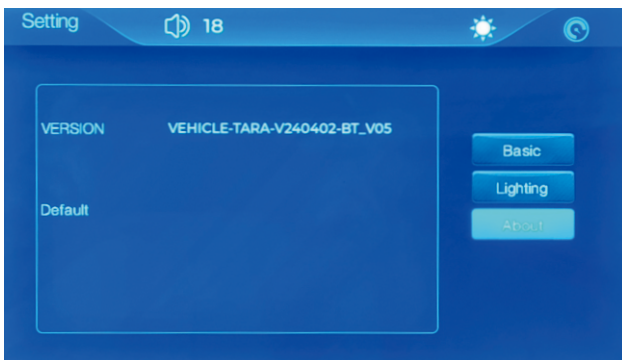 Setting
18
VERSION VEHICLE-TARA-V240402-BT_V05
Default
Basic
Lighting
About